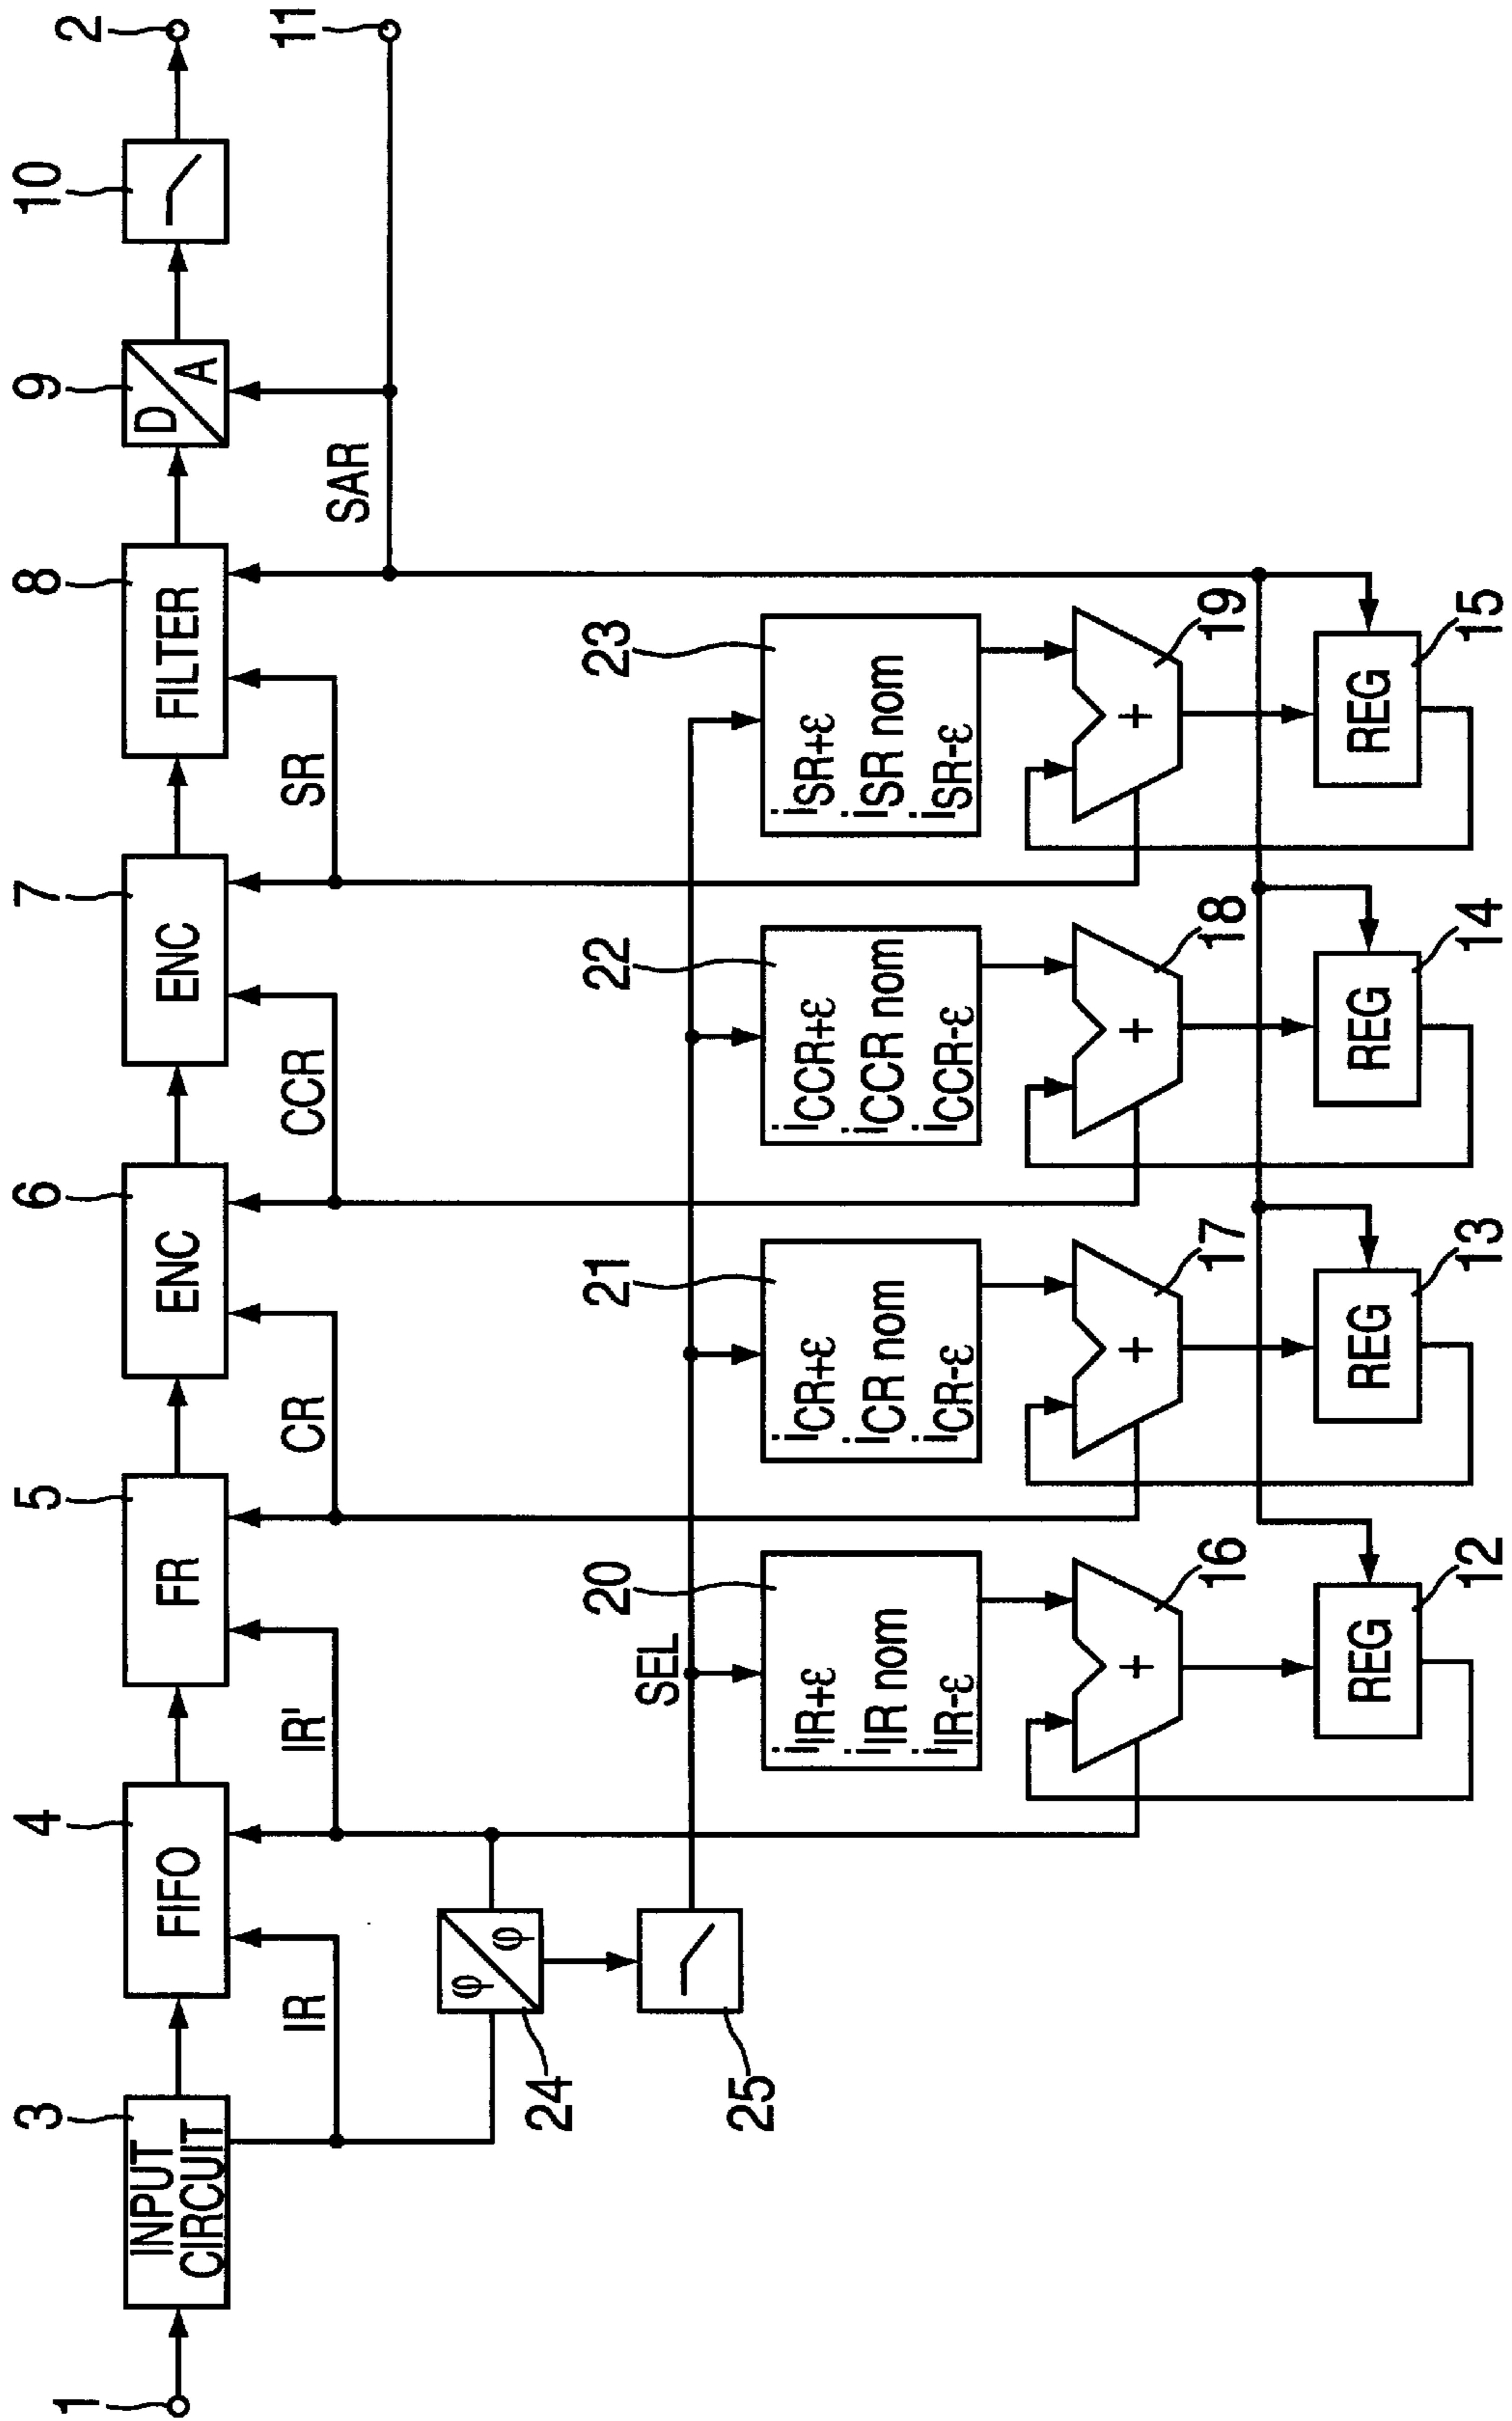 1
3
4
5
6
7
8
9
10
2
INPUT
CIRCUIT
FIFO
FR
ENC
ENC
FILTER
D
A
IR
IR'
CR
CCR
SR
SAR
11
φ
φ
24
25
SEL
20
21
22
23
iIR+ε
iIR nom
iIR-ε
iCR+ε
iCR nom
iCR-ε
iCCR+ε
iCCR nom
iCCR-ε
iSR+ε
iSR nom
iSR-ε
+
16
+
17
+
18
+
19
REG
12
REG
13
REG
14
REG
15